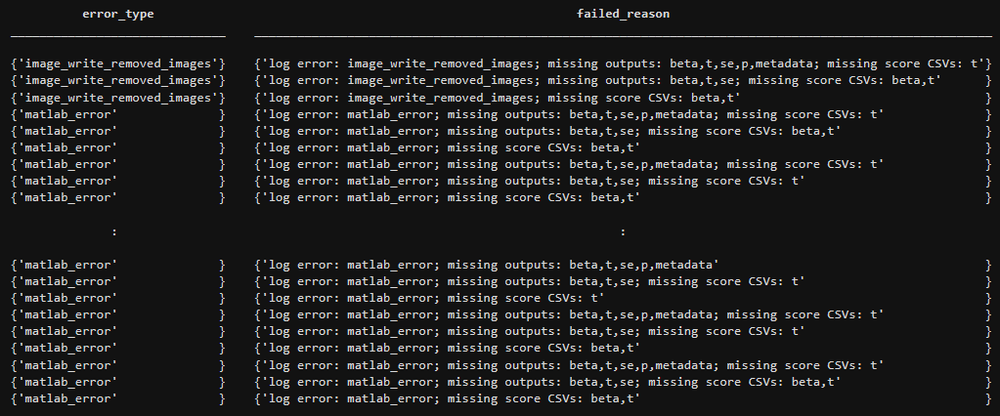 error_type failed_reason
{'image_write_removed_images'} {'log error: image_write_removed_images; missing outputs: beta,t,se,p,metadata; missing score CSVs: t'}
{'image_write_removed_images'} {'log error: image_write_removed_images; missing outputs: beta,t,se; missing score CSVs: beta,t' }
{'image_write_removed_images'} {'log error: image_write_removed_images; missing score CSVs: beta,t' }
{'matlab_error' } {'log error: matlab_error; missing outputs: beta,t,se,p,metadata; missing score CSVs: t' }
{'matlab_error' } {'log error: matlab_error; missing outputs: beta,t,se; missing score CSVs: beta,t' }
{'matlab_error' } {'log error: matlab_error; missing score CSVs: beta,t' }
{'matlab_error' } {'log error: matlab_error; missing outputs: beta,t,se,p,metadata; missing score CSVs: t' }
{'matlab_error' } {'log error: matlab_error; missing outputs: beta,t,se; missing score CSVs: t' }
{'matlab_error' } {'log error: matlab_error; missing score CSVs: beta,t' }
: :
{'matlab_error' } {'log error: matlab_error; missing outputs: beta,t,se,p,metadata' }
{'matlab_error' } {'log error: matlab_error; missing outputs: beta,t,se; missing score CSVs: t' }
{'matlab_error' } {'log error: matlab_error; missing score CSVs: t' }
{'matlab_error' } {'log error: matlab_error; missing outputs: beta,t,se,p,metadata; missing score CSVs: t' }
{'matlab_error' } {'log error: matlab_error; missing outputs: beta,t,se; missing score CSVs: t' }
{'matlab_error' } {'log error: matlab_error; missing score CSVs: beta,t' }
{'matlab_error' } {'log error: matlab_error; missing outputs: beta,t,se,p,metadata; missing score CSVs: t' }
{'matlab_error' } {'log error: matlab_error; missing outputs: beta,t,se; missing score CSVs: beta,t' }
{'matlab_error' } {'log error: matlab_error; missing score CSVs: beta,t' }